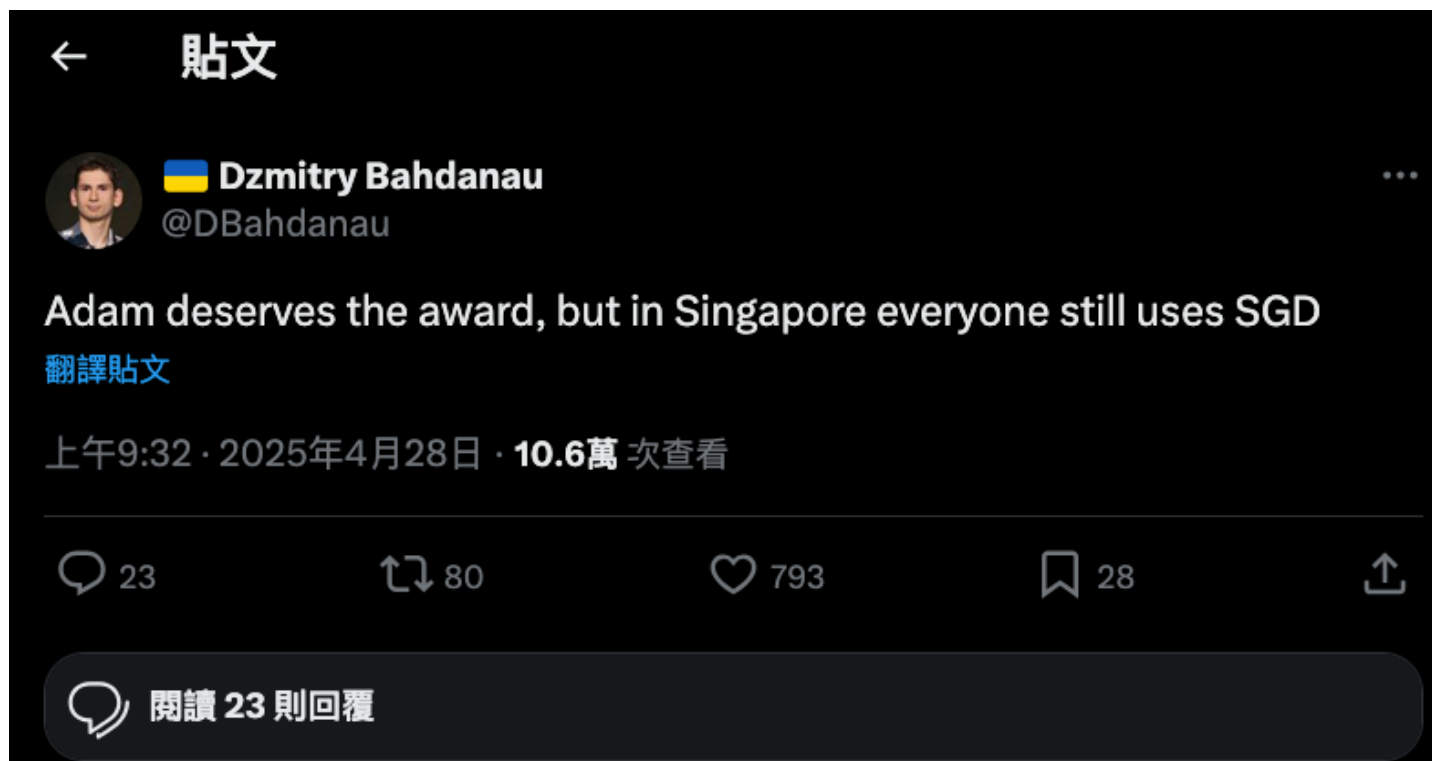 貼文
🇺🇦 Dzmitry Bahdanau
@DBahdanau
Adam deserves the award, but in Singapore everyone still uses SGD
翻譯貼文
上午9:32 · 2025年4月28日 · 10.6萬 次查看
23 80 793 28
閱讀 23 則回覆